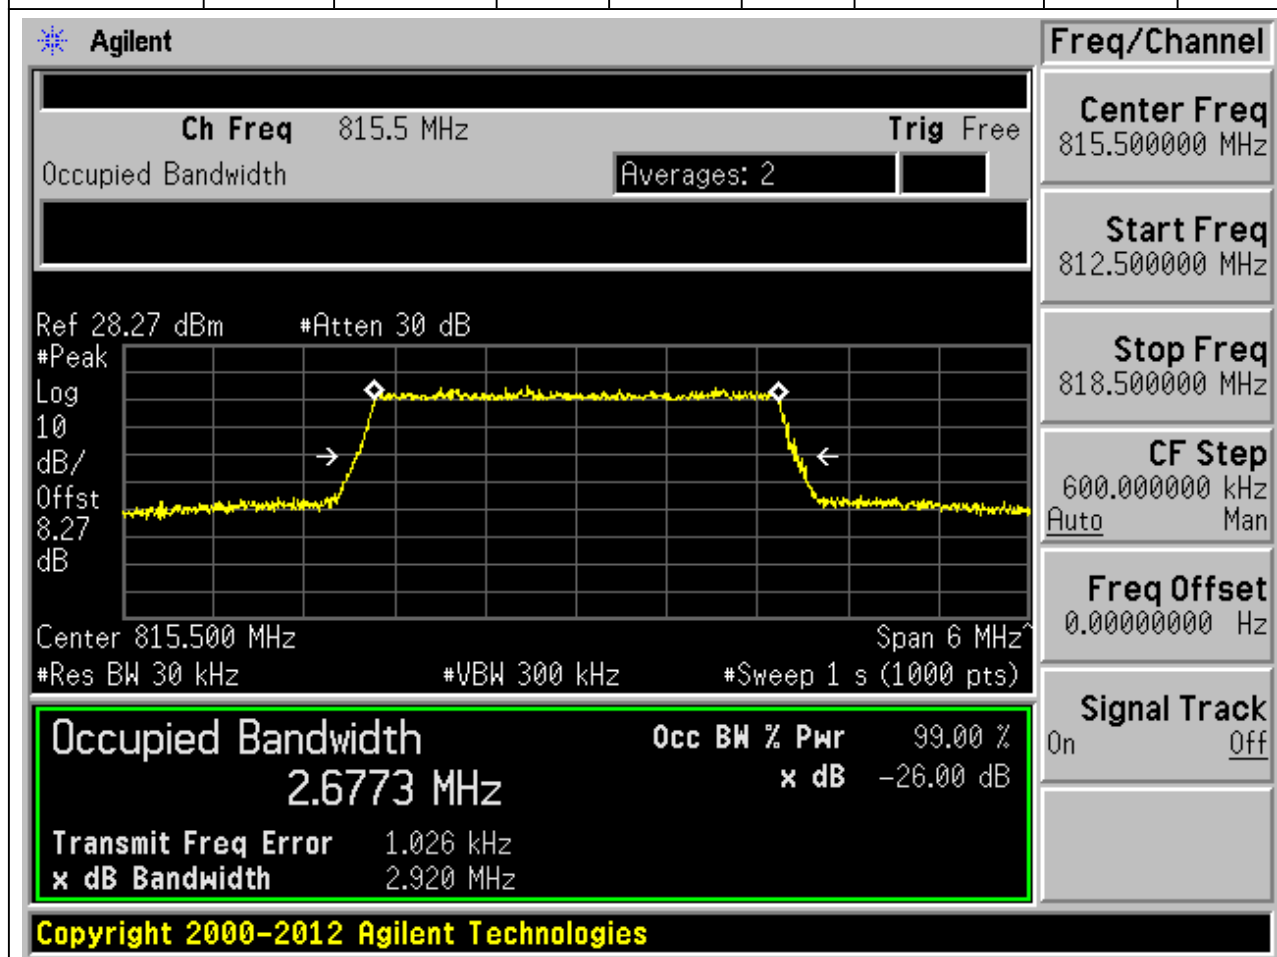 Agilent
Freq/Channel
Ch Freq 815.5 MHz Trig Free
Occupied Bandwidth Averages: 2
Ref 28.27 dBm #Atten 30 dB
#Peak
Log
10
dB/
Offst
8.27
dB
Center 815.500 MHz Span 6 MHz^
#Res BW 30 kHz #VBW 300 kHz #Sweep 1 s (1000 pts)
Occupied Bandwidth Occ BW % Pwr 99.00 %
2.6773 MHz x dB -26.00 dB
Transmit Freq Error 1.026 kHz
x dB Bandwidth 2.920 MHz
Copyright 2000-2012 Agilent Technologies
Center Freq
815.500000 MHz
Start Freq
812.500000 MHz
Stop Freq
818.500000 MHz
CF Step
600.000000 kHz
Auto Man
Freq Offset
0.00000000 Hz
Signal Track
On Off